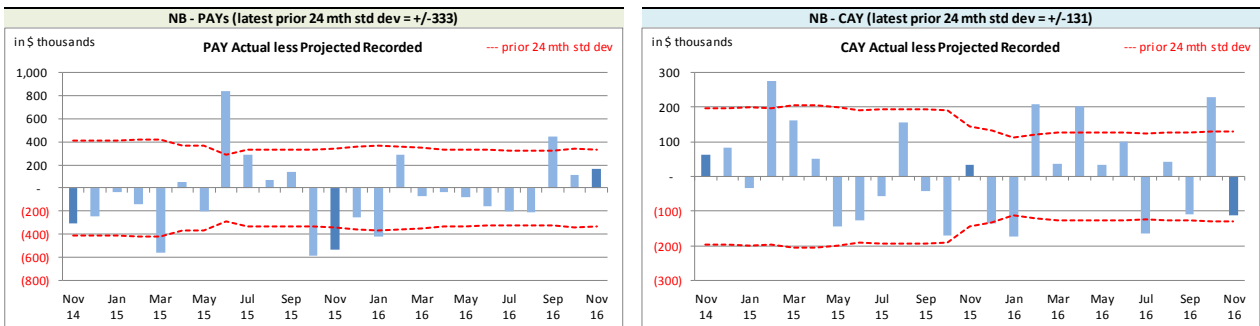 NB - PAYs (latest prior 24 mth std dev = +/-333)
in $ thousands
PAY Actual less Projected Recorded
--- prior 24 mth std dev
1,000
800
600
400
200
-
(200)
(400)
(600)
(800)
Nov Jan Mar May Jul Sep Nov Jan Mar May Jul Sep Nov
14 15 15 15 15 15 15 16 16 16 16 16 16
NB - CAY (latest prior 24 mth std dev = +/-131)
in $ thousands
CAY Actual less Projected Recorded
--- prior 24 mth std dev
300
200
100
-
(100)
(200)
(300)
Nov Jan Mar May Jul Sep Nov Jan Mar May Jul Sep Nov
14 15 15 15 15 15 15 16 16 16 16 16 16